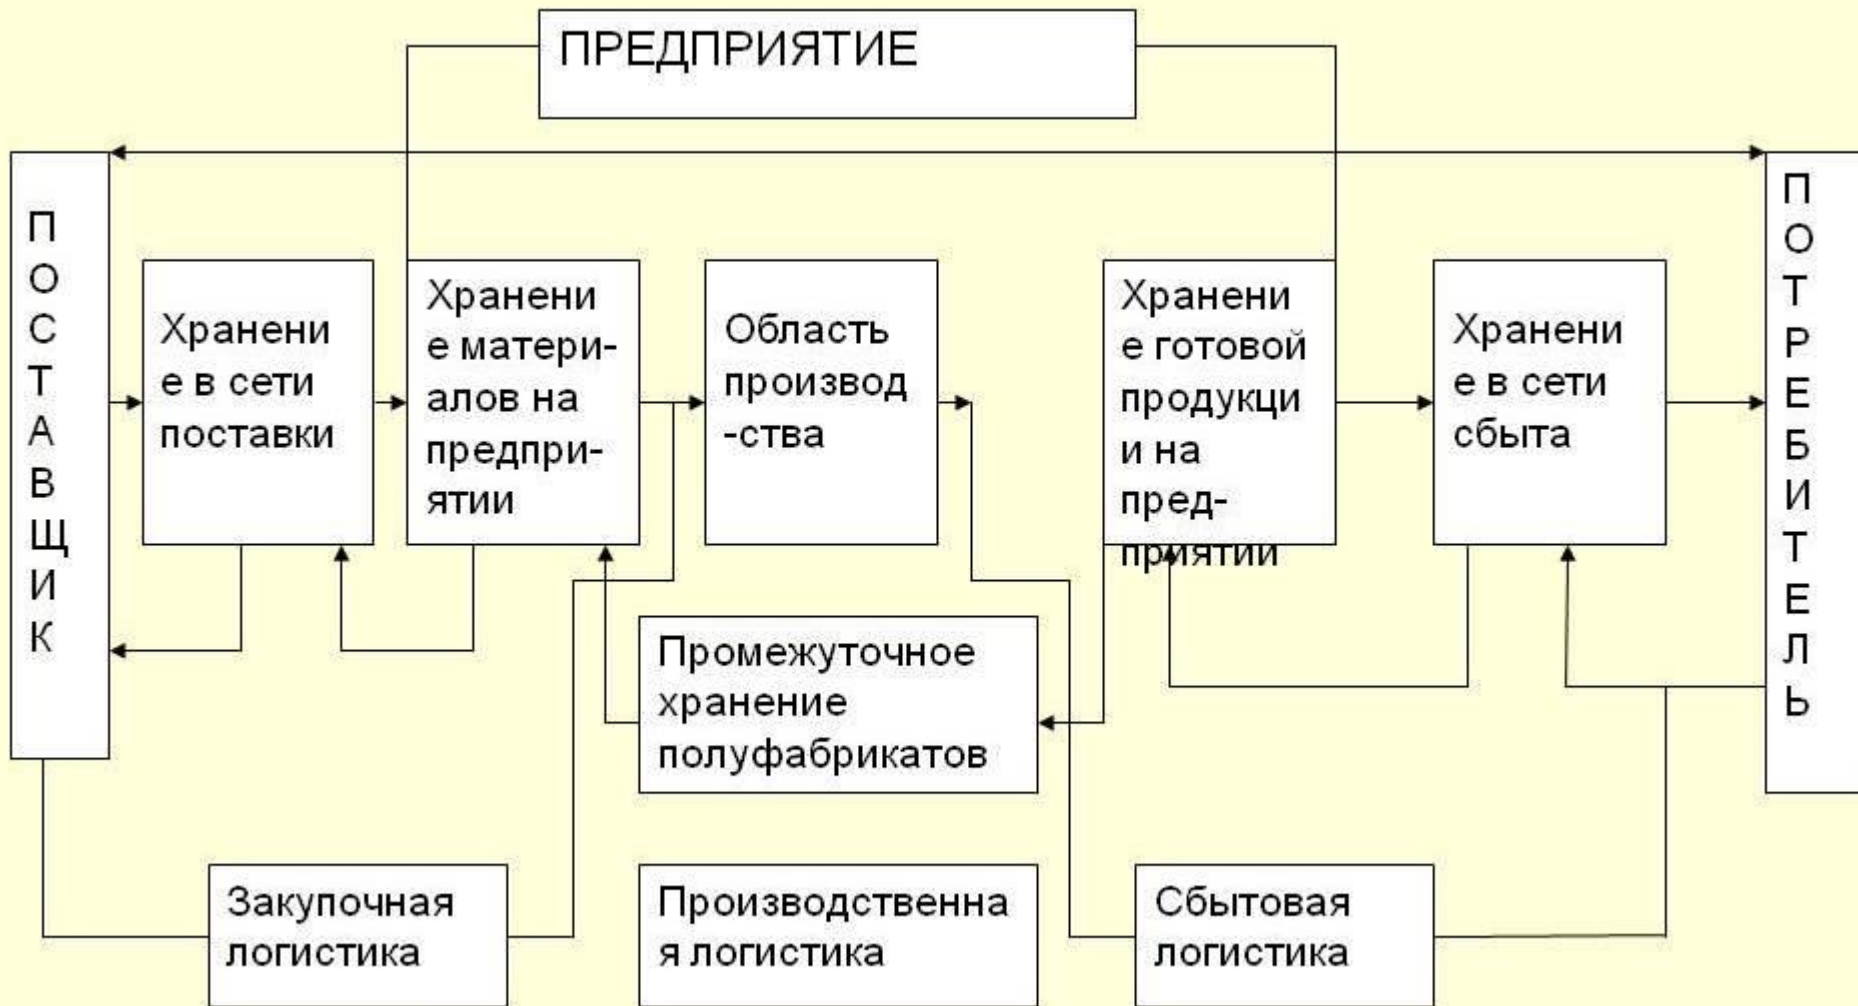 ПРЕДПРИЯТИЕ
П
О
С
Т
А
В
Щ
И
К
Хранени
е в сети
поставки
Хранени
е матери-
алов на
предпри-
ятии
Область
производ
-ства
Хранени
е готовой
продукци
и на
пред-
приятии
Хранени
е в сети
сбыта
П
О
Т
Р
Е
Б
И
Т
Е
Л
Ь
Промежуточное
хранение
полуфабрикатов
Закупочная
логистика
Производственна
я логистика
Сбытовая
логистика